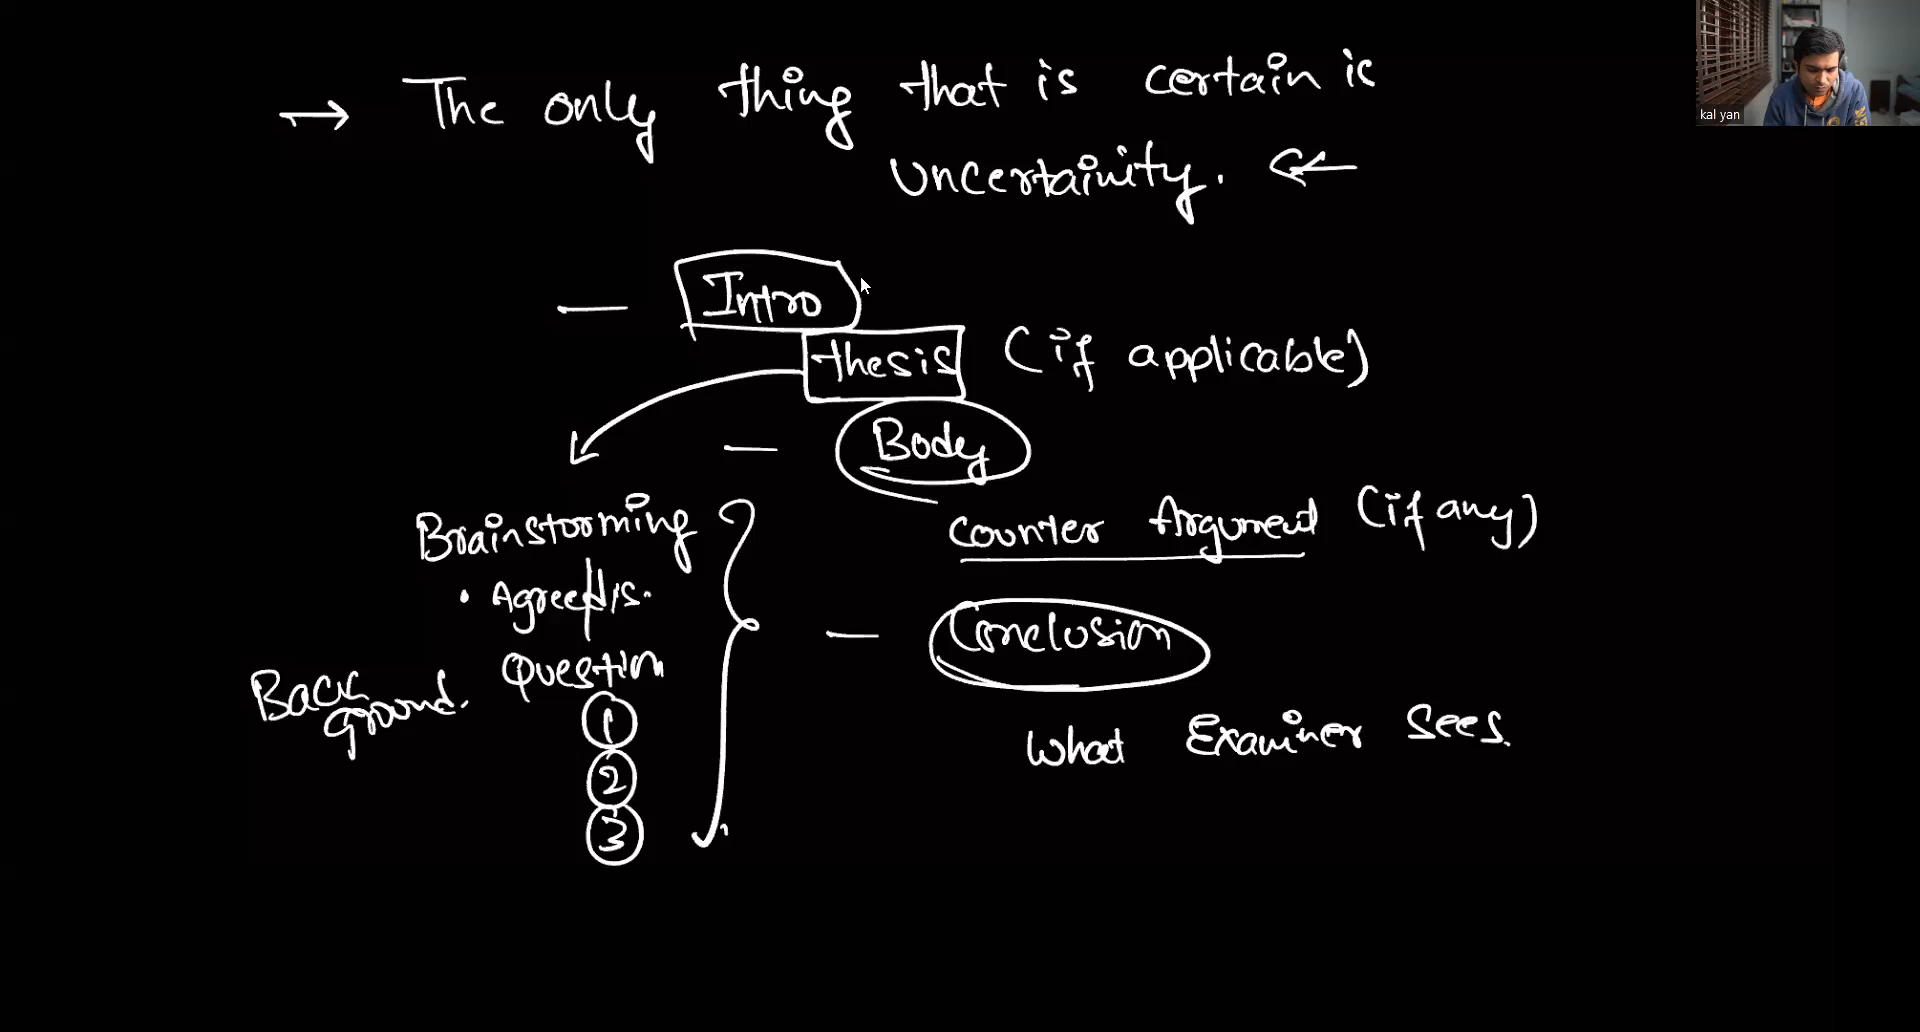 → The only thing that is certain is
uncertainity. ←
kal yan
— Intro
thesis (if applicable)
— Body
Counter Argument (if any)
— Conclusion
What Examiner Sees.
Brainstorming
• Agree/dis.
Question
Back
ground.
1
2
3